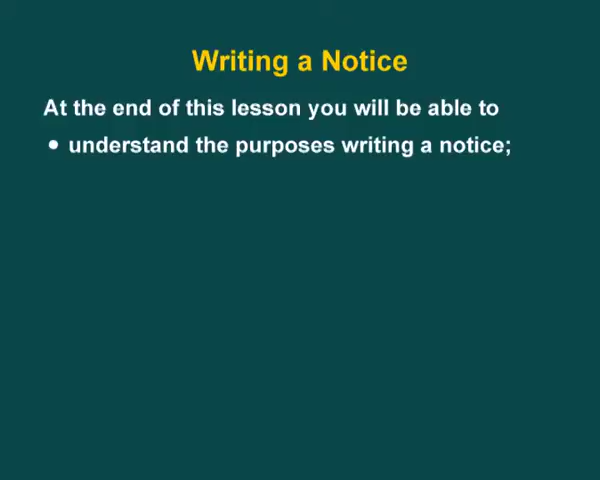 Writing a Notice
At the end of this lesson you will be able to
• understand the purposes writing a notice;